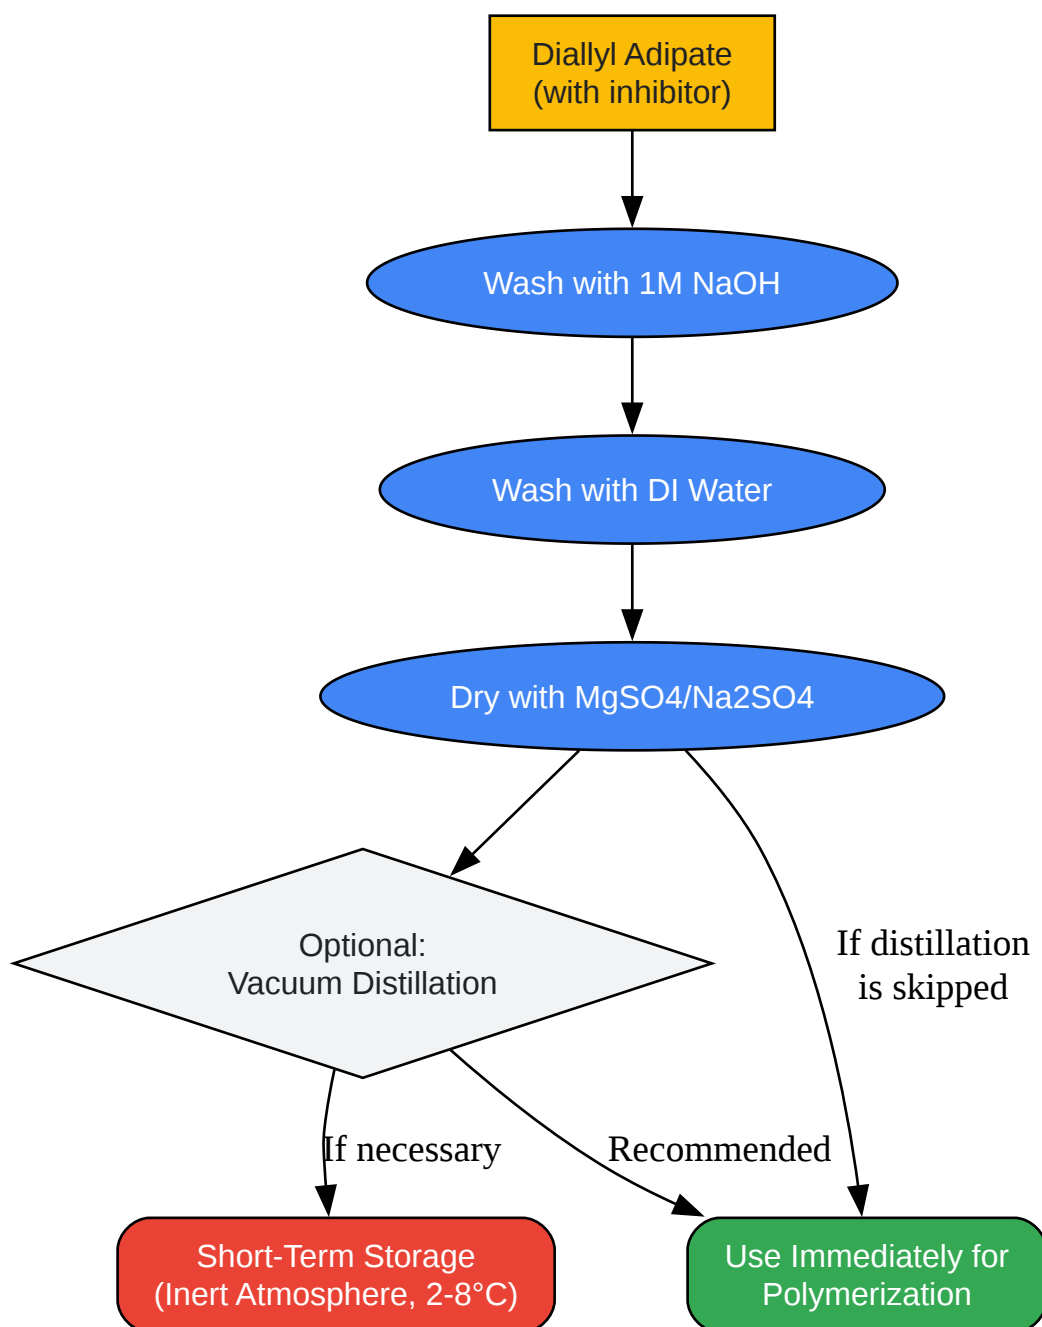 Diallyl Adipate
(with inhibitor)
Wash with 1M NaOH
Wash with DI Water
Dry with MgSO4/Na2SO4
Optional:
Vacuum Distillation
If distillation
is skipped
If necessary
Recommended
Short-Term Storage
(Inert Atmosphere, 2-8°C)
Use Immediately for
Polymerization